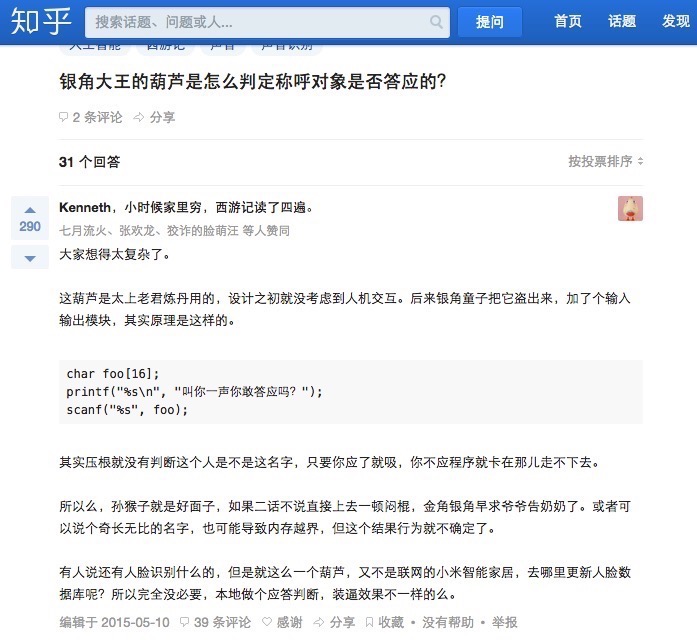 知乎 搜索话题、问题或人... 提问 首页 话题 发现
人工智能 西游记 声音 声音识别
银角大王的葫芦是怎么判定称呼对象是否答应的？
2 条评论 分享
31 个回答 按投票排序
290
Kenneth，小时候家里穷，西游记读了四遍。
七月流火、张欢龙、狡诈的脸萌汪 等人赞同
大家想得太复杂了。
这葫芦是太上老君炼丹用的，设计之初就没考虑到人机交互。后来银角童子把它盗出来，加了个输入
输出模块，其实原理是这样的。
char foo[16];
printf("%s\n", "叫你一声你敢答应吗？");
scanf("%s", foo);
其实压根就没有判断这个人是不是这名字，只要你应了就吸，你不应程序就卡在那儿走不下去。
所以么，孙猴子就是好面子，如果二话不说直接上去一顿闷棍，金角银角早求爷爷告奶奶了。或者可
以说个奇长无比的名字，也可能导致内存越界，但这个结果行为就不确定了。
有人说还有人脸识别什么的，但是就这么一个葫芦，又不是联网的小米智能家居，去哪里更新人脸数
据库呢？所以完全没必要，本地做个应答判断，装逼效果不一样的么。
编辑于 2015-05-10 39 条评论 感谢 分享 收藏 • 没有帮助 • 举报